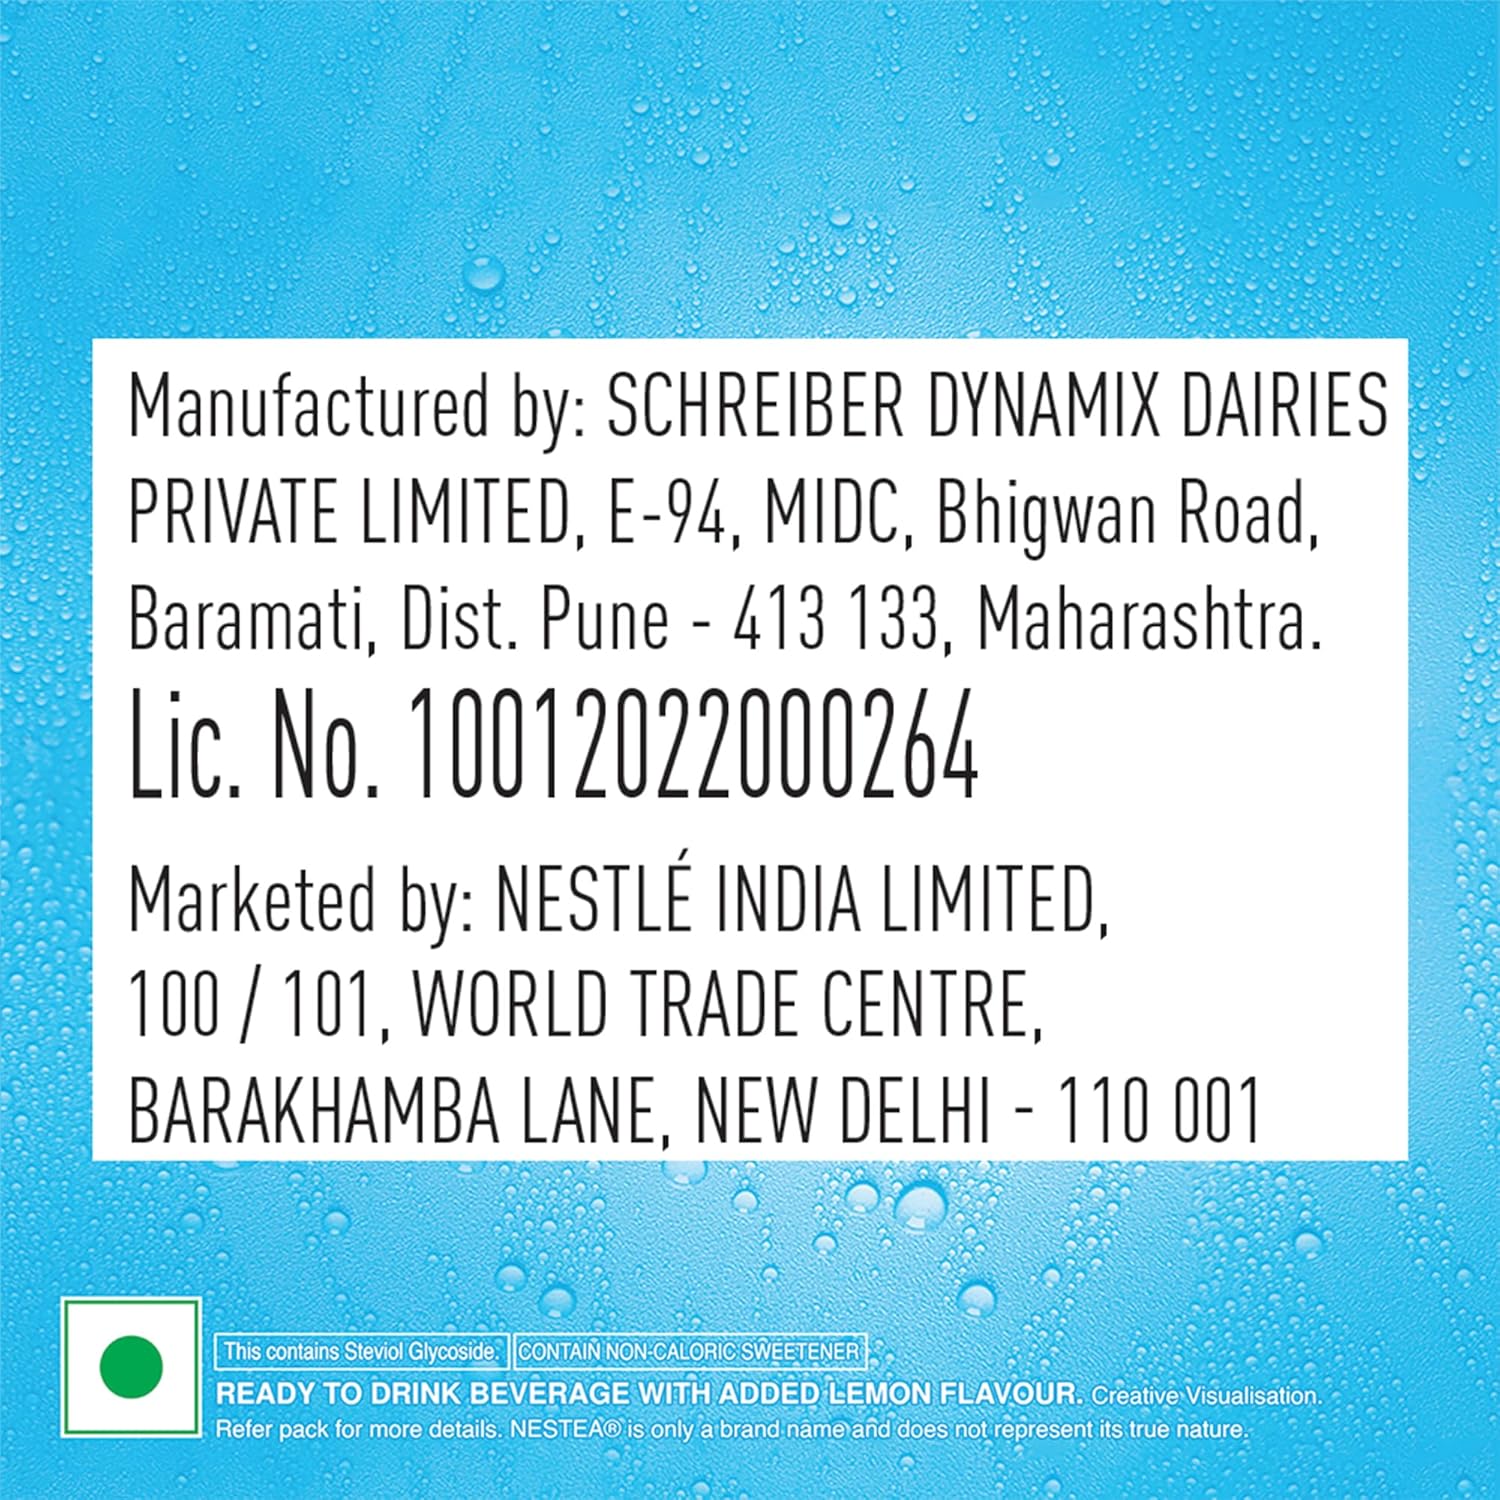 Manufactured by: SCHREIBER DYNAMIX DAIRIES
PRIVATE LIMITED, E-94, MIDC, Bhigwan Road,
Baramati, Dist. Pune - 413 133, Maharashtra.
Lic. No. 10012022000264
Marketed by: NESTLÉ INDIA LIMITED,
100 / 101, WORLD TRADE CENTRE,
BARAKHAMBA LANE, NEW DELHI - 110 001
This contains Steviol Glycoside. CONTAIN NON-CALORIC SWEETENER
READY TO DRINK BEVERAGE WITH ADDED LEMON FLAVOUR. Creative Visualisation.
Refer pack for more details. NESTEA® is only a brand name and does not represent its true nature.